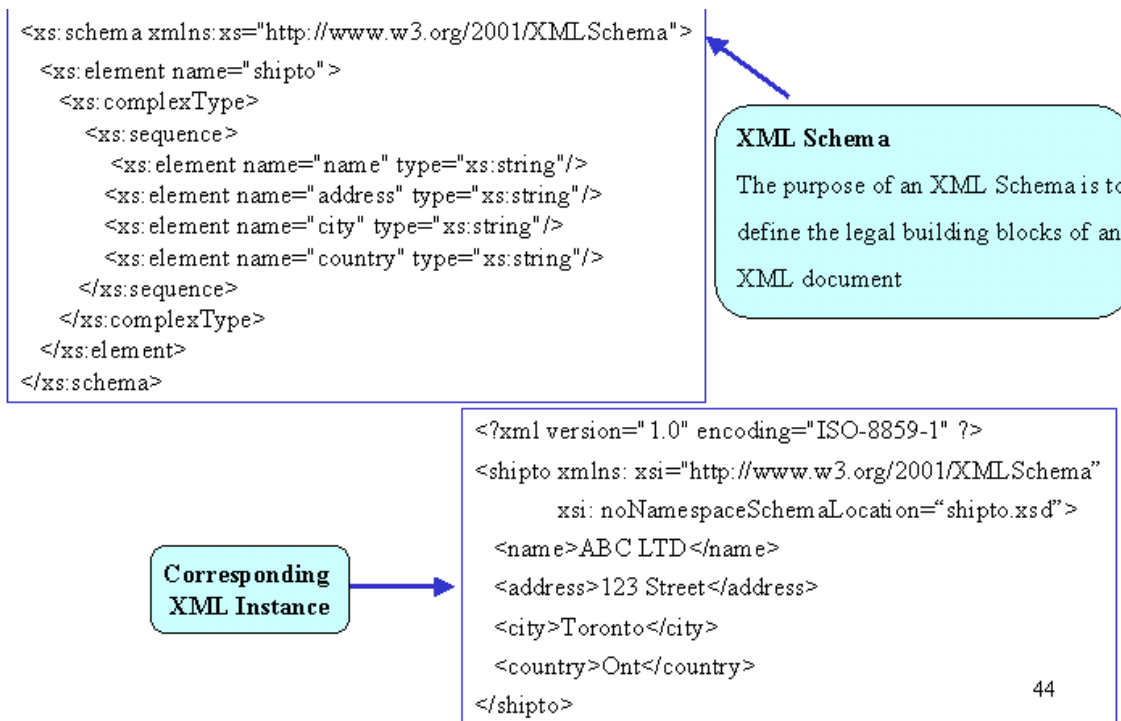 <xs:schema xmlns:xs="http://www.w3.org/2001/XMLSchema">
<xs:element name="shipto">
<xs:complexType>
<xs:sequence>
<xs:element name="name" type="xs:string"/>
<xs:element name="address" type="xs:string"/>
<xs:element name="city" type="xs:string"/>
<xs:element name="country" type="xs:string"/>
</xs:sequence>
</xs:complexType>
</xs:element>
</xs:schema>
XML Schema
The purpose of an XML Schema is to
define the legal building blocks of an
XML document
Corresponding
XML Instance
<?xml version="1.0" encoding="ISO-8859-1" ?>
<shipto xmlns: xsi="http://www.w3.org/2001/XMLSchema”
xsi: noNamespaceSchemaLocation=“shipto.xsd”>
<name>ABC LTD</name>
<address>123 Street</address>
<city>Toronto</city>
<country>Ont</country>
</shipto>
44